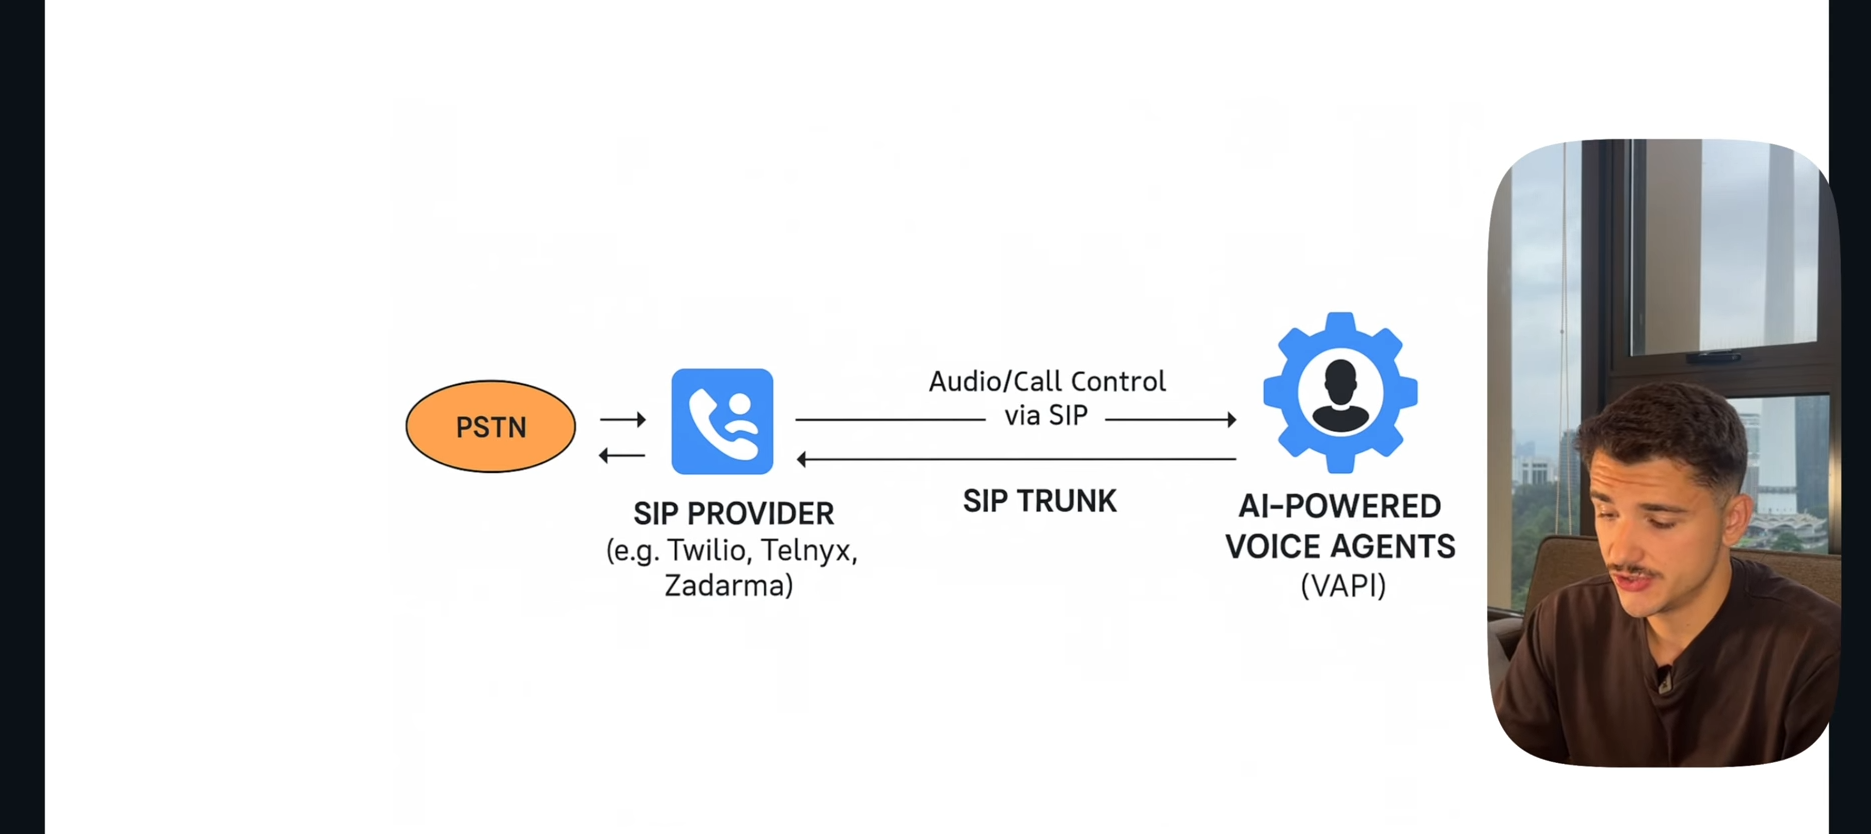 PSTN
Audio/Call Control
via SIP
SIP PROVIDER
(e.g. Twilio, Telnyx,
Zadarma)
SIP TRUNK
AI-POWERED
VOICE AGENTS
(VAPI)